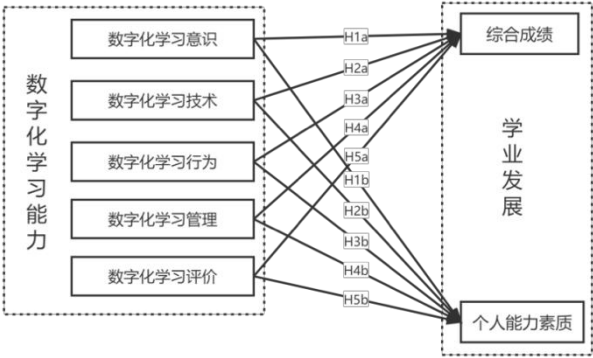 数字化学习能力
数字化学习意识
数字化学习技术
数字化学习行为
数字化学习管理
数字化学习评价
H1a
H2a
H3a
H4a
H5a
H1b
H2b
H3b
H4b
H5b
综合成绩
学业发展
个人能力素质